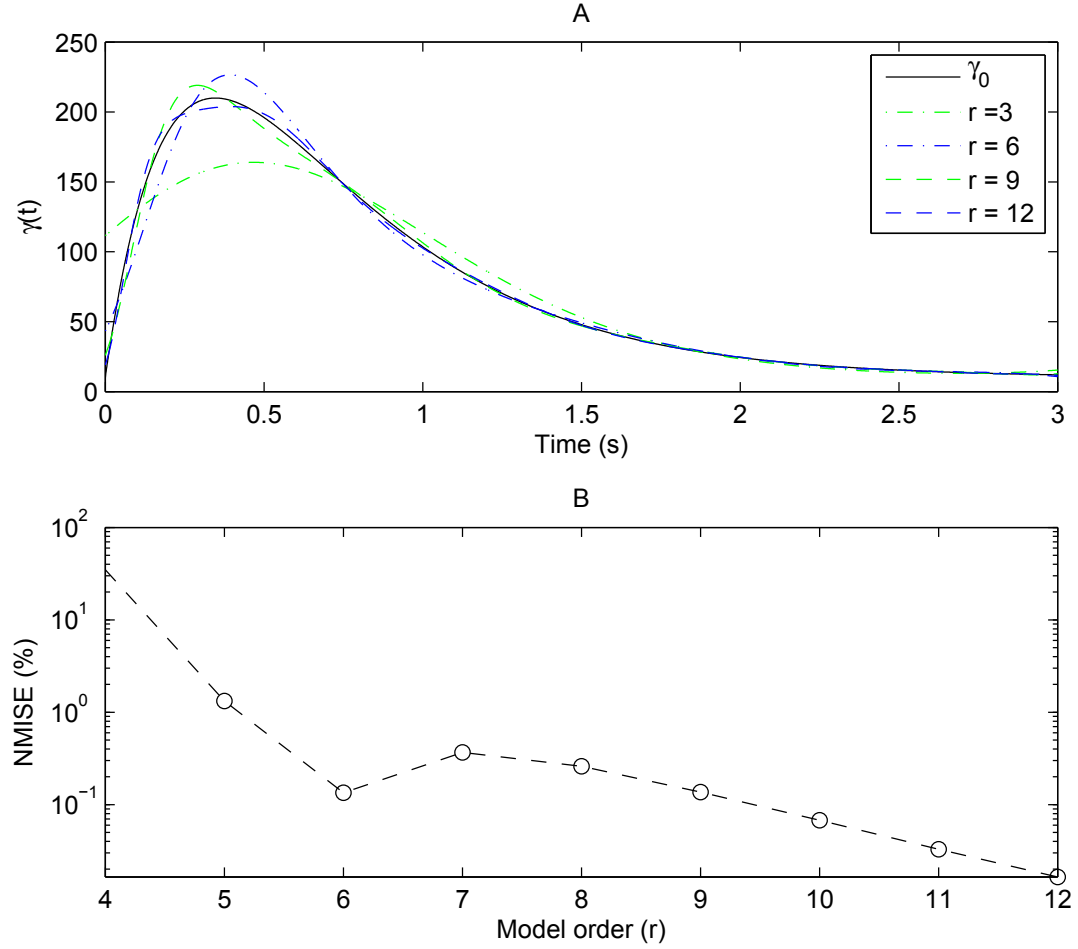 A
250
200
150
100
50
0
γ(t)
γ0
r =3
r = 6
r = 9
r = 12
0 0.5 1 1.5 2 2.5 3
Time (s)
B
10^2
10^1
10^0
10^−1
NMISE (%)
4 5 6 7 8 9 10 11 12
Model order (r)